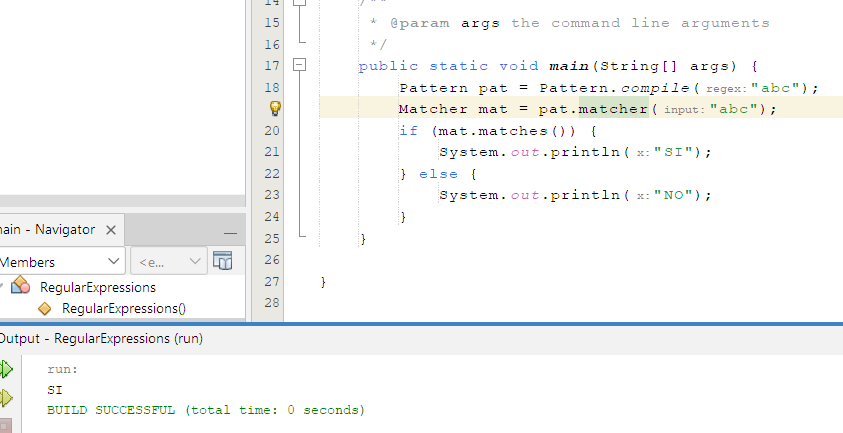 14 /**
15 * @param args the command line arguments
16 */
17 public static void main(String[] args) {
18 Pattern pat = Pattern.compile( regex: "abc");
Matcher mat = pat.matcher( input: "abc");
20 if (mat.matches()) {
21 System.out.println( x: "SI");
22 } else {
23 System.out.println( x: "NO");
24 }
25 }
26
27 }
28
ain - Navigator
Members <e...
RegularExpressions
RegularExpressions()
Output - RegularExpressions (run)
run:
SI
BUILD SUCCESSFUL (total time: 0 seconds)